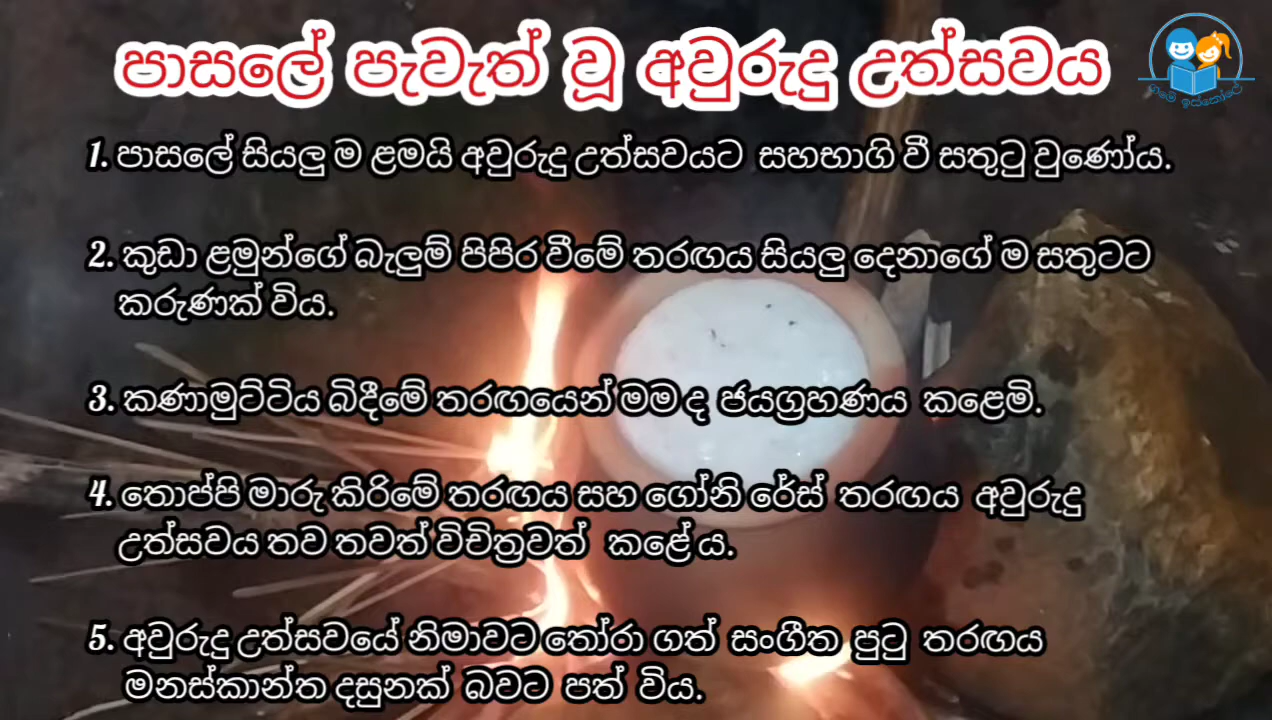 පාසලේ පැවැත් වූ අවුරුදු උත්සවය
අපේ ඉස්කෝලේ
1. පාසලේ සියලු ම ළමයි අවුරුදු උත්සවයට සහභාගි වී සතුටු වුණෝය.
2. කුඩා ළමුන්ගේ බැලුම් පිපිර වීමේ තරඟය සියලු දෙනාගේ ම සතුටට
කරුණක් විය.
3. කණාමුට්ටිය බිදීමේ තරඟයෙන් මම ද ජයග්‍රහණය කළෙමි.
4. තොප්පි මාරු කිරිමේ තරඟය සහ ගෝනි රේස් තරඟය අවුරුදු
උත්සවය තව තවත් විචිත්‍රවත් කළේ ය.
5. අවුරුදු උත්සවයේ නිමාවට තෝරා ගත් සංගීත පුටු තරඟය
මනස්කාන්ත දසුනක් බවට පත් විය.